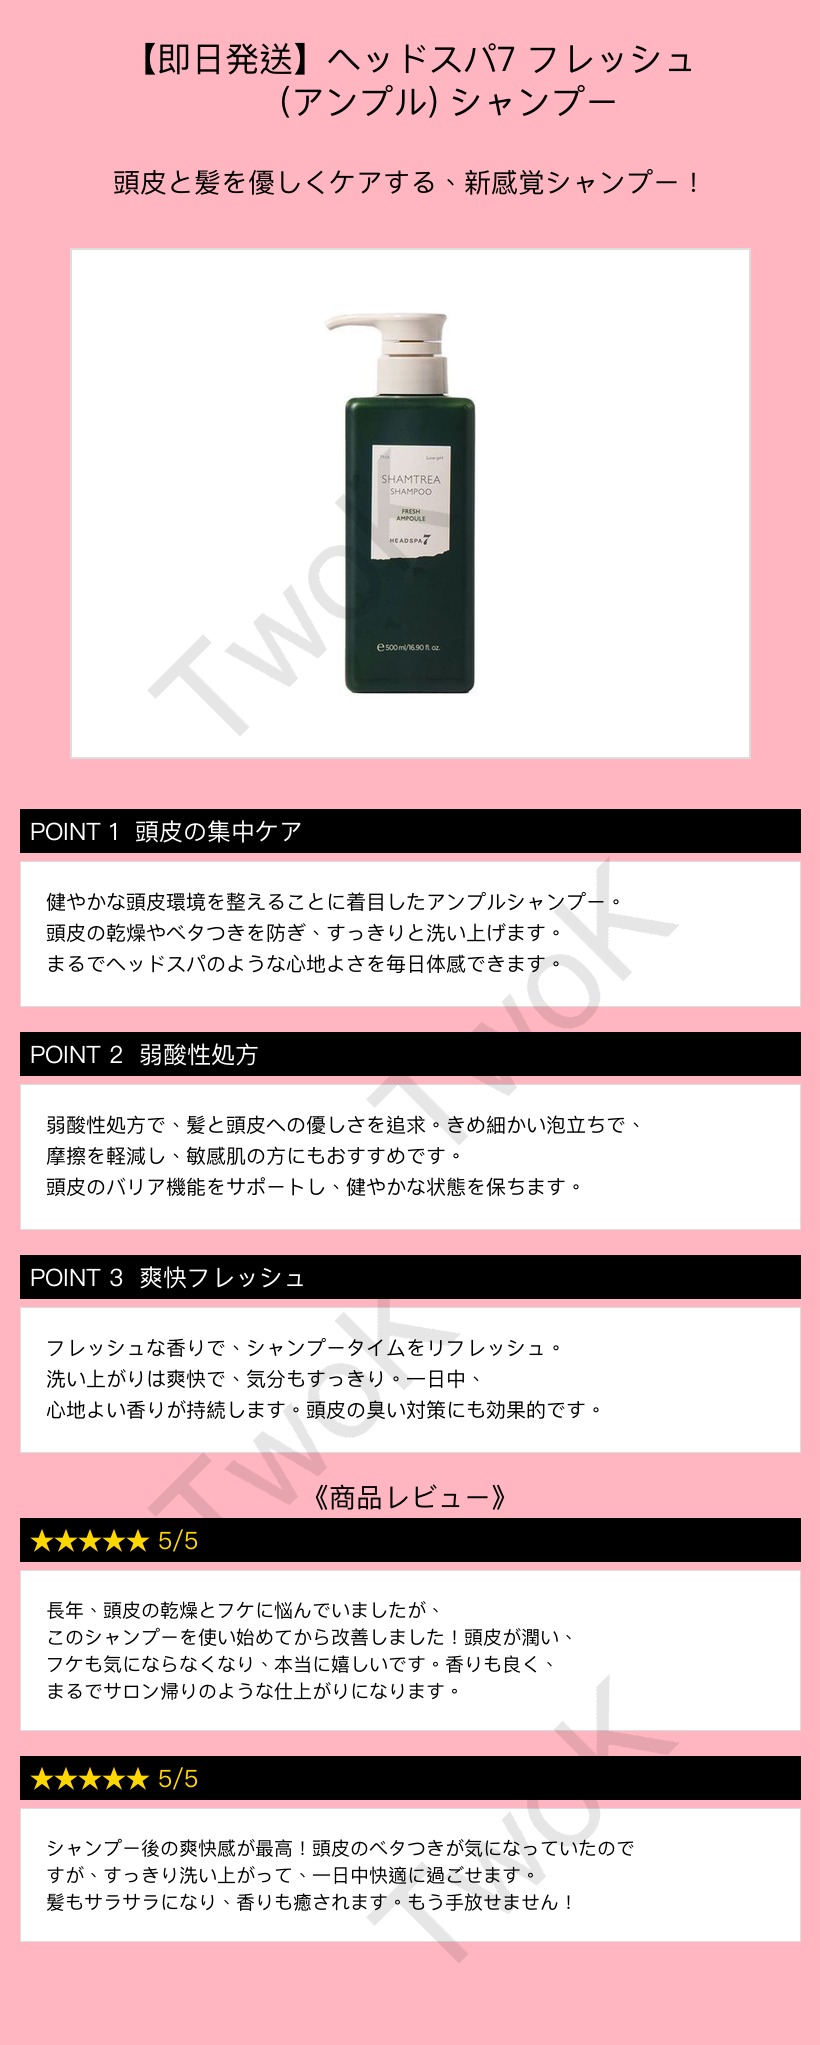 【即日発送】ヘッドスパ7 フレッシュ
(アンプル) シャンプー
頭皮と髪を優しくケアする、新感覚シャンプー！
Low-pH
SHAMTREA
SHAMPOO
FRESH
AMPOULE
HEADSPA7
℮500ml/16.90 fl. oz.
TwoK
POINT 1 頭皮の集中ケア
健やかな頭皮環境を整えることに着目したアンプルシャンプー。
頭皮の乾燥やベタつきを防ぎ、すっきりと洗い上げます。
まるでヘッドスパのような心地よさを毎日体感できます。
TwoK
POINT 2 弱酸性処方
弱酸性処方で、髪と頭皮への優しさを追求。きめ細かい泡立ちで、
摩擦を軽減し、敏感肌の方にもおすすめです。
頭皮のバリア機能をサポートし、健やかな状態を保ちます。
POINT 3 爽快フレッシュ
フレッシュな香りで、シャンプータイムをリフレッシュ。
洗い上がりは爽快で、気分もすっきり。一日中、
心地よい香りが持続します。頭皮の臭い対策にも効果的です。
TwoK
《商品レビュー》
★★★★★ 5/5
長年、頭皮の乾燥とフケに悩んでいましたが、
このシャンプーを使い始めてから改善しました！頭皮が潤い、
フケも気にならなくなり、本当に嬉しいです。香りも良く、
まるでサロン帰りのような仕上がりになります。
★★★★★ 5/5
シャンプー後の爽快感が最高！頭皮のベタつきが気になっていたので
すが、すっきり洗い上がって、一日中快適に過ごせます。
髪もサラサラになり、香りも癒されます。もう手放せません！
TwoK